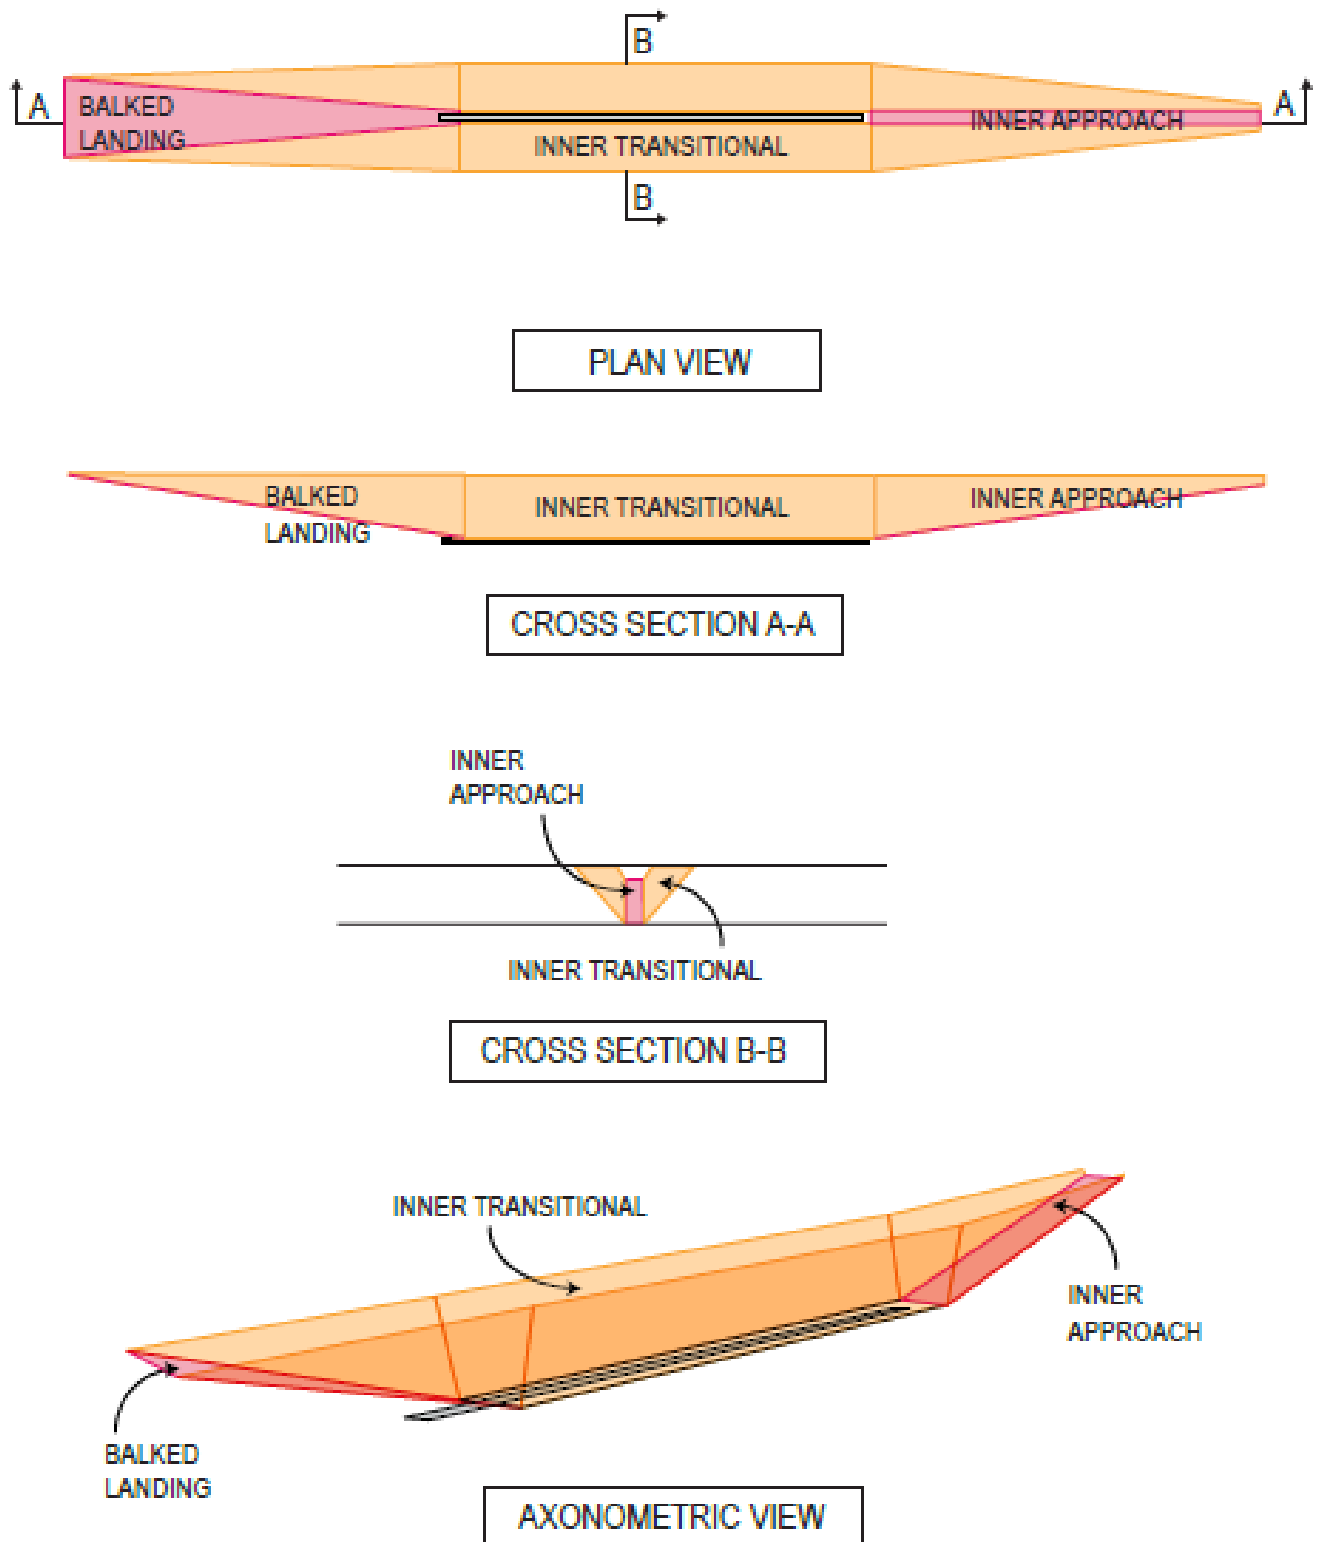 B
A
BALKED
LANDING
INNER APPROACH
A
INNER TRANSITIONAL
B
PLAN VIEW
BALKED
LANDING
INNER TRANSITIONAL
INNER APPROACH
CROSS SECTION A-A
INNER
APPROACH
INNER TRANSITIONAL
CROSS SECTION B-B
INNER TRANSITIONAL
INNER
APPROACH
BALKED
LANDING
AXONOMETRIC VIEW